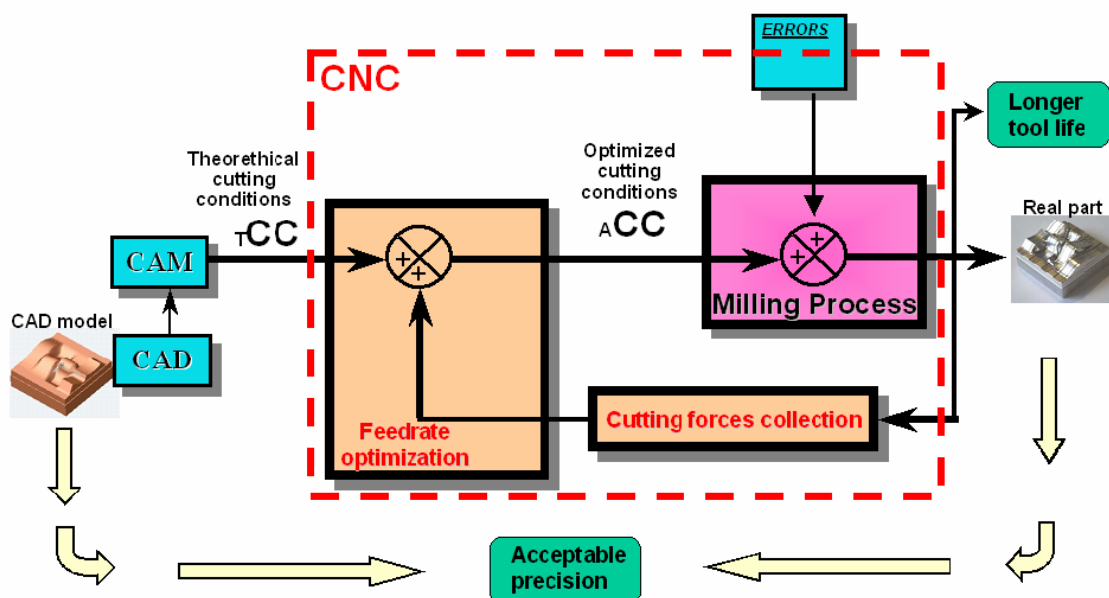 ERRORS
CNC
Longer
tool life
Theorethical
cutting
conditions
TCC
Optimized
cutting
conditions
ACC
Real part
CAM
+
+
+
+
Milling Process
CAD model
CAD
Cutting forces collection
Feedrate
optimization
Acceptable
precision